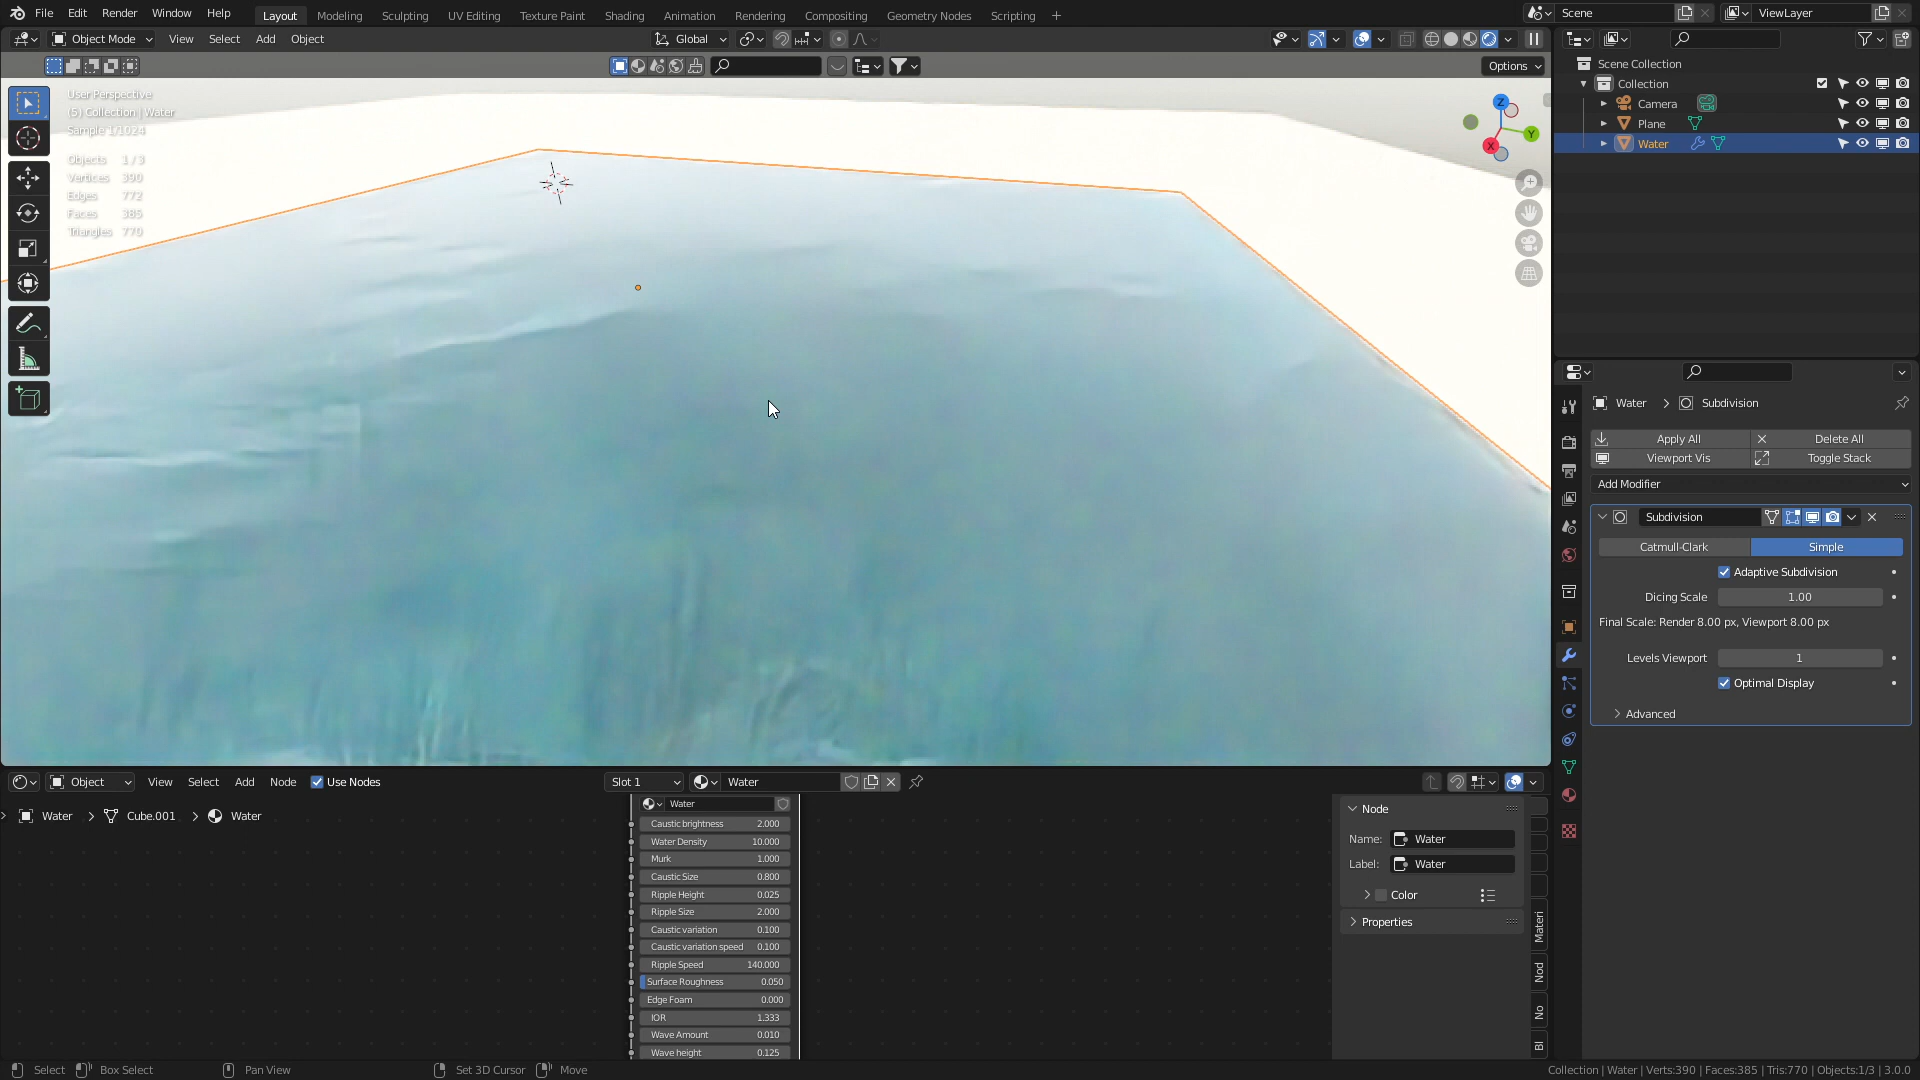 File Edit Render Window Help
Layout Modeling Sculpting UV Editing Texture Paint Shading Animation Rendering Compositing Geometry Nodes Scripting +
Scene
ViewLayer
Object Mode View Select Add Object
Global
Options
User Perspective
(5) Collection | Water
Sample 1/1024
Objects 1/3
Vertices 390
Edges 772
Faces 385
Triangles 770
Z
Y
X
Scene Collection
Collection
Camera
Plane
Water
Water > Subdivision
Apply All Delete All
Viewport Vis Toggle Stack
Add Modifier
Subdivision
Catmull-Clark Simple
Adaptive Subdivision
Dicing Scale 1.00
Final Scale: Render 8.00 px, Viewport 8.00 px
Levels Viewport 1
Optimal Display
Advanced
Object View Select Add Node Use Nodes
Slot 1 Water
Water > Cube.001 > Water
Water
Caustic brightness 2.000
Water Density 10.000
Murk 1.000
Caustic Size 0.800
Ripple Height 0.025
Ripple Size 2.000
Caustic variation 0.100
Caustic variation speed 0.100
Ripple Speed 140.000
Surface Roughness 0.050
Edge Foam 0.000
IOR 1.333
Wave Amount 0.010
Wave height 0.125
Node
Name: Water
Label: Water
Color
Properties
Materi
Nod
No
Bl
Select Box Select Pan View Set 3D Cursor Move
Collection | Water | Verts:390 | Faces:385 | Tris:770 | Objects:1/3 | 3.0.0